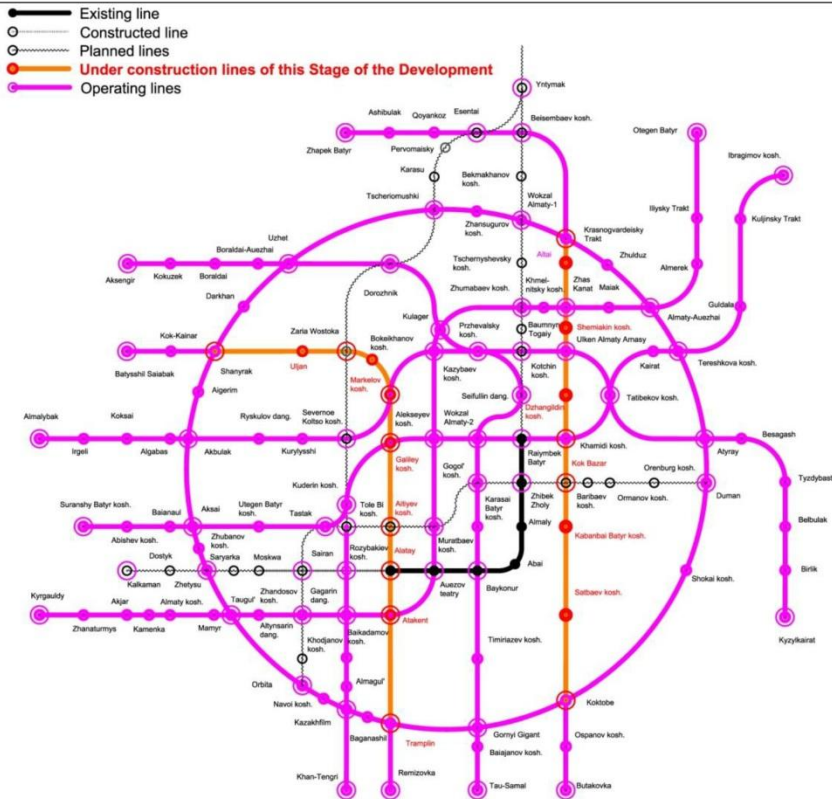 Existing line
Constructed line
Planned lines
Under construction lines of this Stage of the Development
Operating lines
Yntymak
Ashibulak
Qoyankoz
Esentai
Beisembaev kosh.
Otegen Batyr
Zhapek Batyr
Pervomaisky
Ibragimov kosh.
Karasu
Bekmakhanov
kosh.
Wokzal
Almaty-1
Tscheriomushki
Iliysky Trakt
Kuljinsky Trakt
Zhansugurov
kosh.
Krasnogvardeisky
Trakt
Uzhet
Boraldai-Aueszhai
Altai
Zhulduz
Tschernyshevsky
kosh.
Aksengir
Kokuzek
Boraldai
Dorozhnik
Zhumabaev kosh.
Khmel-
nitsky kosh.
Zhas
Kanat
Maiak
Almerek
Darkhan
Guldala
Kulager
Przhevalsky
kosh.
Baumnyn
Togaiy
Shemiakin kosh.
Almaty-Auezhai
Kok-Kainar
Zaria Wostoka
Bokeikhanov
kosh.
Ulken Almaty Amasy
Batysshil Saiabak
Shanyrak
Uljan
Markelov
kosh.
Kazybaev
kosh.
Kotchin
kosh.
Kairat
Tereshkova kosh.
Aigerim
Seifullin dang.
Dzhangildin
kosh.
Tatibekov kosh.
Almalybak
Koksai
Ryskulov dang.
Severnoe
Koltso kosh.
Alekseyev
kosh.
Wokzal
Almaty-2
Irgeli
Algabas
Akbulak
Kurylysshi
Galiley
kosh.
Raiymbek
Batyr
Khamidi kosh.
Atyray
Besagash
Gogol'
kosh.
Kok Bazar
Orenburg kosh.
Kuderin kosh.
Suranshy Batyr kosh.
Aksai
Utegen Batyr
kosh.
Tastak
Tole Bi
kosh.
Altiyev
kosh.
Karasai
Batyr kosh.
Zhibek
Zholy
Baribaev
kosh.
Ormanov kosh.
Duman
Tyzdybast
Baianaul
Abishev kosh.
Zhubanov
kosh.
Sairan
Rozybakiev
kosh.
Muratbaev
kosh.
Almaly
Kabanbai Batyr kosh.
Belbulak
Dostyk
Saryarka
Moskwa
Alatay
Abai
Kalkaman
Zhetysu
Zhandosov
kosh.
Gagarin
dang.
Auezov
teatry
Baykonur
Shokai kosh.
Birlik
Kyrgauldy
Akjar
Almaty kosh.
Taugul'
Satbaev kosh.
Zhanaturmys
Kamenka
Mamyr
Altynsarin
dang.
Khodjanov
kosh.
Baikadamov
kosh.
Atakent
Kyzylkairat
Timiriazev kosh.
Orbita
Almagul'
Navoi kosh.
Kazakhfilm
Koktobe
Baganashil
Tramplin
Gornyi Gigant
Baiajanov kosh.
Ospanov kosh.
Khan-Tengri
Remizovka
Tau-Samal
Butakovka